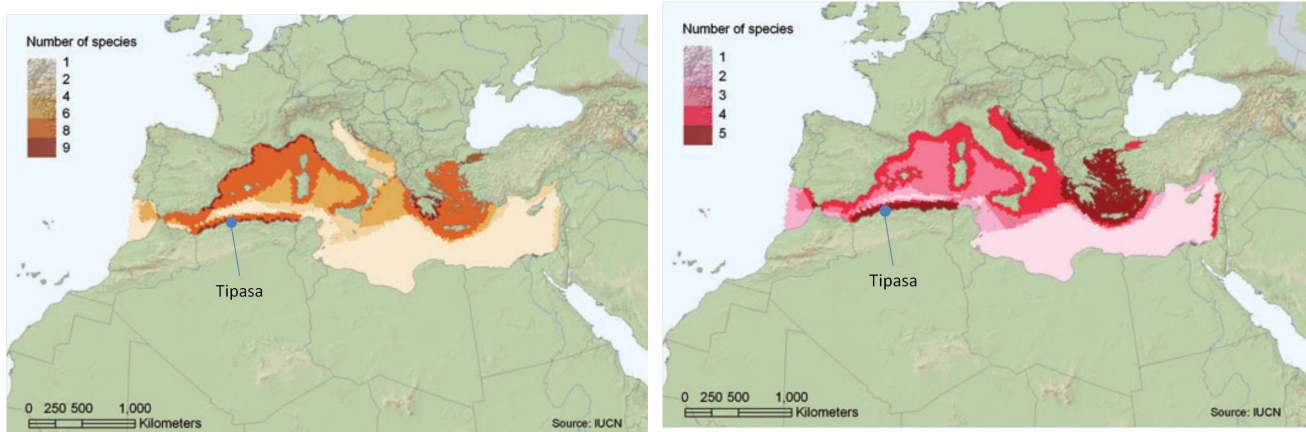 Number of species
1
2
4
6
8
9
Tipasa
0 250 500 1,000
Kilometers
Source: IUCN
Number of species
1
2
3
4
5
Tipasa
0 250 500 1,000
Kilometers
Source: IUCN